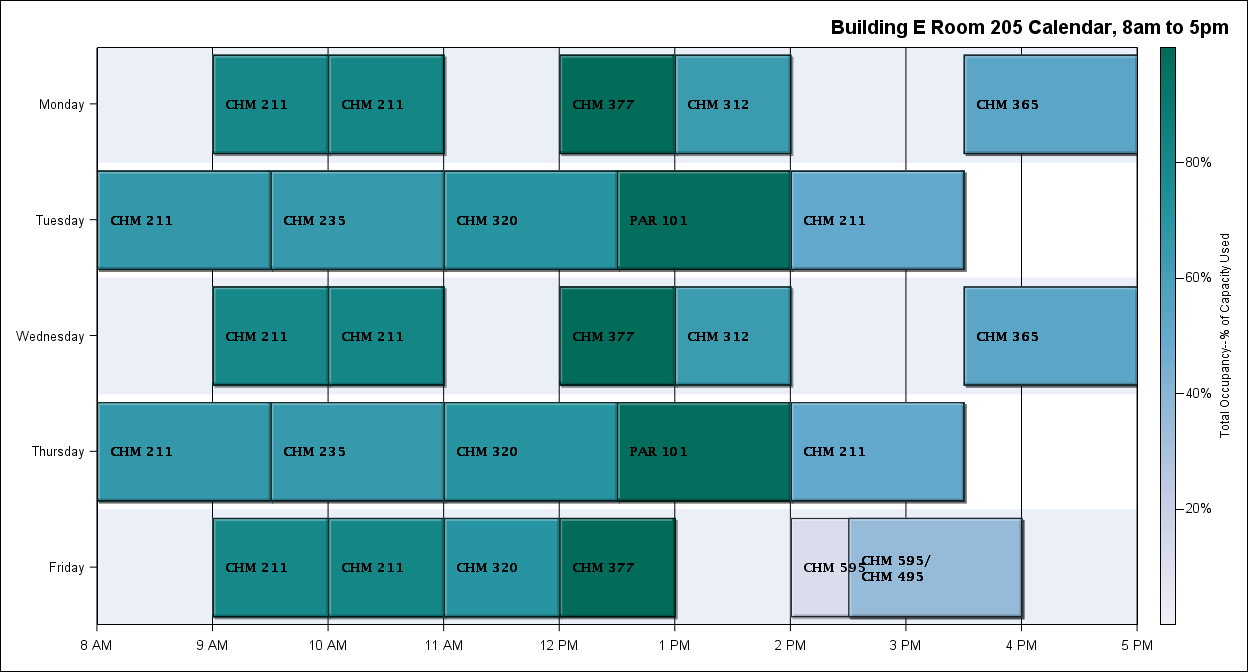 Building E Room 205 Calendar, 8am to 5pm
Monday
CHM 211
CHM 211
CHM 377
CHM 312
CHM 365
Tuesday
CHM 211
CHM 235
CHM 320
PAR 101
CHM 211
Wednesday
CHM 211
CHM 211
CHM 377
CHM 312
CHM 365
Thursday
CHM 211
CHM 235
CHM 320
PAR 101
CHM 211
Friday
CHM 211
CHM 211
CHM 320
CHM 377
CHM 595
CHM 595/
CHM 495
8 AM
9 AM
10 AM
11 AM
12 PM
1 PM
2 PM
3 PM
4 PM
5 PM
80%
60%
40%
20%
Total Occupancy--% of Capacity Used